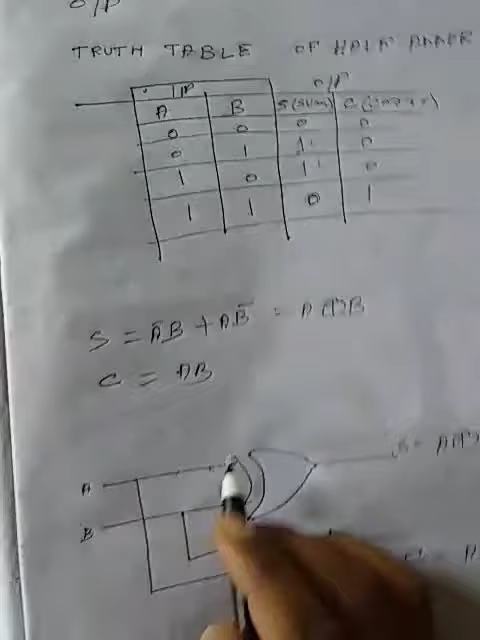 O/P
TRUTH TABLE OF HALF ADDER
I/P O/P
A B S(SUM) C(
0 0 0 0
0 1 1 0
1 0 1 0
1 1 0 1
S = A̅B + AB̅ = A⊕B
C = AB
A S = A⊕
B